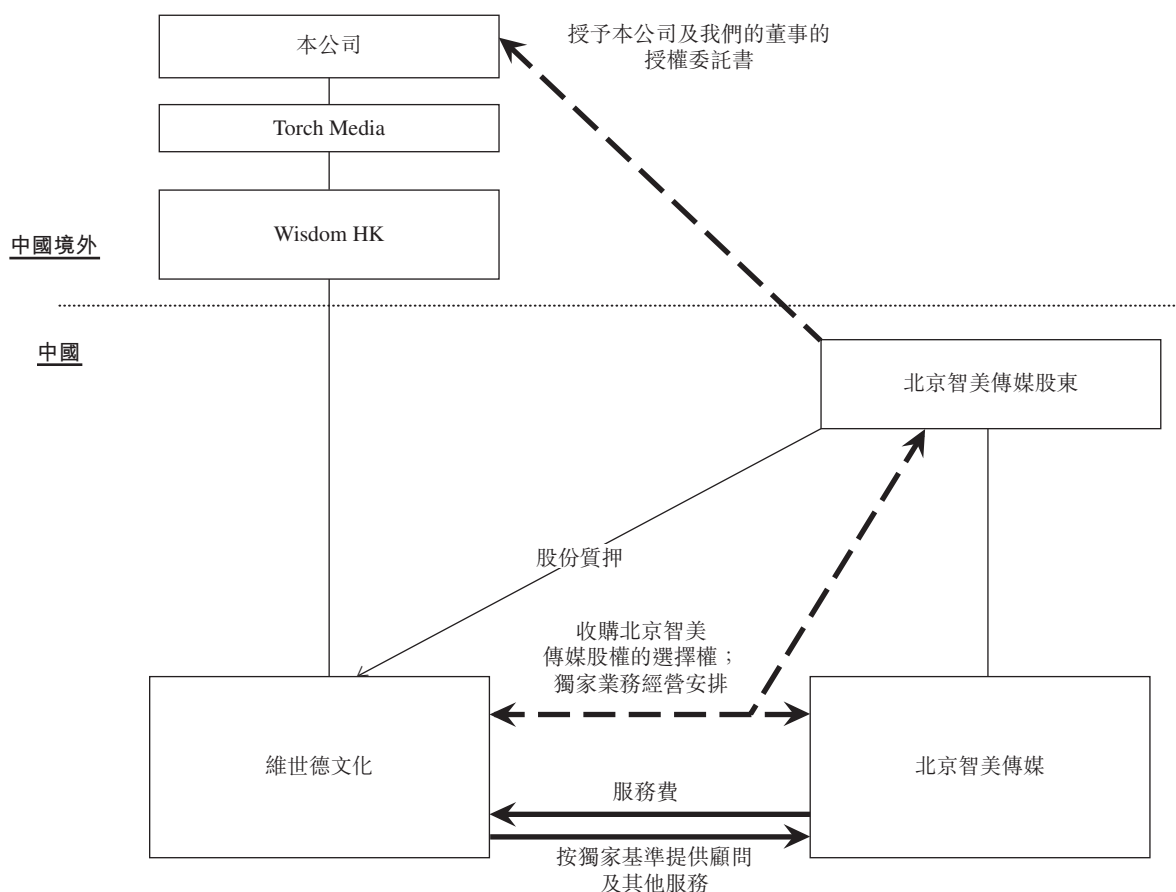 本公司
授予本公司及我們的董事的
授權委託書
Torch Media
Wisdom HK
中國境外
中國
北京智美傳媒股東
股份質押
收購北京智美
傳媒股權的選擇權；
獨家業務經營安排
維世德文化
北京智美傳媒
服務費
按獨家基準提供顧問
及其他服務